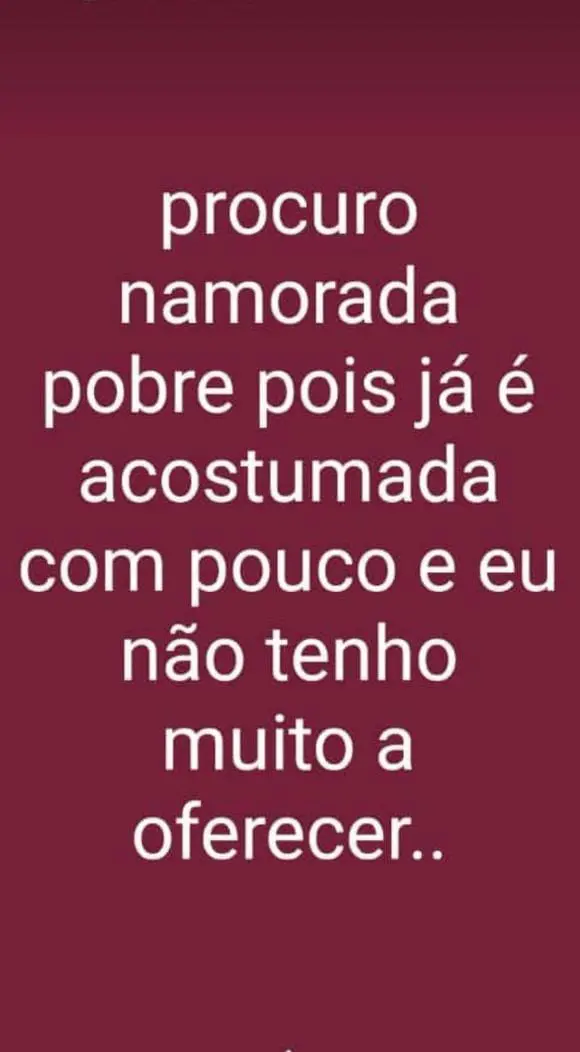 procuro
namorada
pobre pois já é
acostumada
com pouco e eu
não tenho
muito a
oferecer..